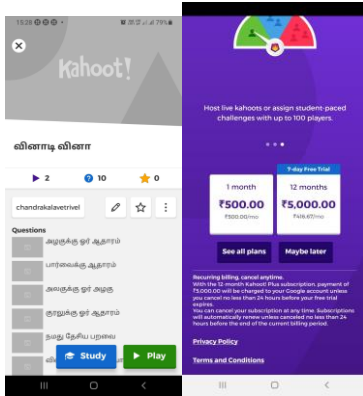 15:28
79%
Kahoot!
வினாடி வினா
2
10
0
chandrakalavetrivel
Questions
அழகுக்கு ஓர் ஆதாரம்
பார்வைக்கு ஆதாரம்
அலகுக்கு ஓர் அழகு
குரலுக்கு ஓர் ஆதாரம்
நமது தேசிய பறவை
Study
Play
Host live kahoots or assign student-paced
challenges with up to 100 players.
7-day Free Trial
1 month
12 months
₹500.00
₹5,000.00
₹500.00/mo
₹416.67/mo
See all plans
Maybe later
Recurring billing, cancel anytime.
With the 12-month Kahoot! Plus subscription, payment of
₹5,000.00 will be charged to your Google account unless
you cancel no less than 24 hours before your free trial
expires.
You can cancel your subscription at any time. Subscriptions
will automatically renew unless canceled no less than 24
hours before the end of the current billing period.
Privacy Policy
Terms and Conditions